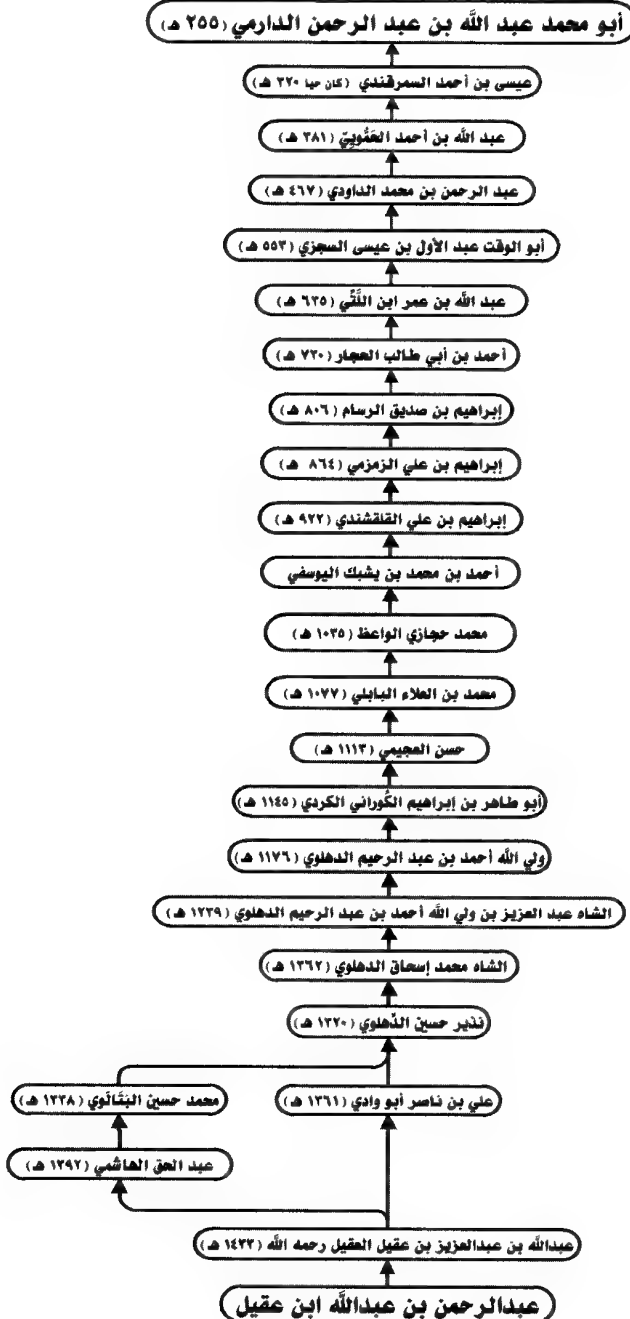 أبو محمد عبد الله بن عبد الرحمن الدارمي (٢٥٥ هـ)
عيسى بن أحمد السمرقندي (كان حيا ٣٢٠ هـ)
عبد الله بن أحمد الحَمُّوييّ (٣٨١ هـ)
عبد الرحمن بن محمد الداودي (٤٦٧ هـ)
أبو الوقت عبد الأول بن عيسى السجزي (٥٥٣ هـ)
عبد الله بن عمر ابن اللَّتِّي (٦٣٥ هـ)
أحمد بن أبي طالب الحجار (٧٣٠ هـ)
إبراهيم بن صديق الرسام (٨٠٦ هـ)
إبراهيم بن علي الزمزمي (٨٦٤ هـ)
إبراهيم بن علي القلقشندي (٩٢٢ هـ)
أحمد بن محمد بن يشبك اليوسفي
محمد حجازي الواعظ (١٠٣٥ هـ)
محمد بن العلاء البابلي (١٠٧٧ هـ)
حسن العجيمي (١١١٣ هـ)
أبو طاهر بن إبراهيم الكُوراني الكردي (١١٤٥ هـ)
ولي الله أحمد بن عبد الرحيم الدهلوي (١١٧٦ هـ)
الشاه عبد العزيز بن ولي الله أحمد بن عبد الرحيم الدهلوي (١٢٣٩ هـ)
الشاه محمد إسحاق الدهلوي (١٣٦٢ هـ)
نذير حسين الدِّهلوي (١٣٢٠ هـ)
علي بن ناصر أبو وادي (١٣٦١ هـ)
محمد حسين البَتَالَوي (١٣٣٨ هـ)
عبد الحق الهاشمي (١٣٩٢ هـ)
عبدالله بن عبدالعزيز بن عقيل العقيل رحمه الله (١٤٣٣ هـ)
عبدالرحمن بن عبدالله ابن عقيل